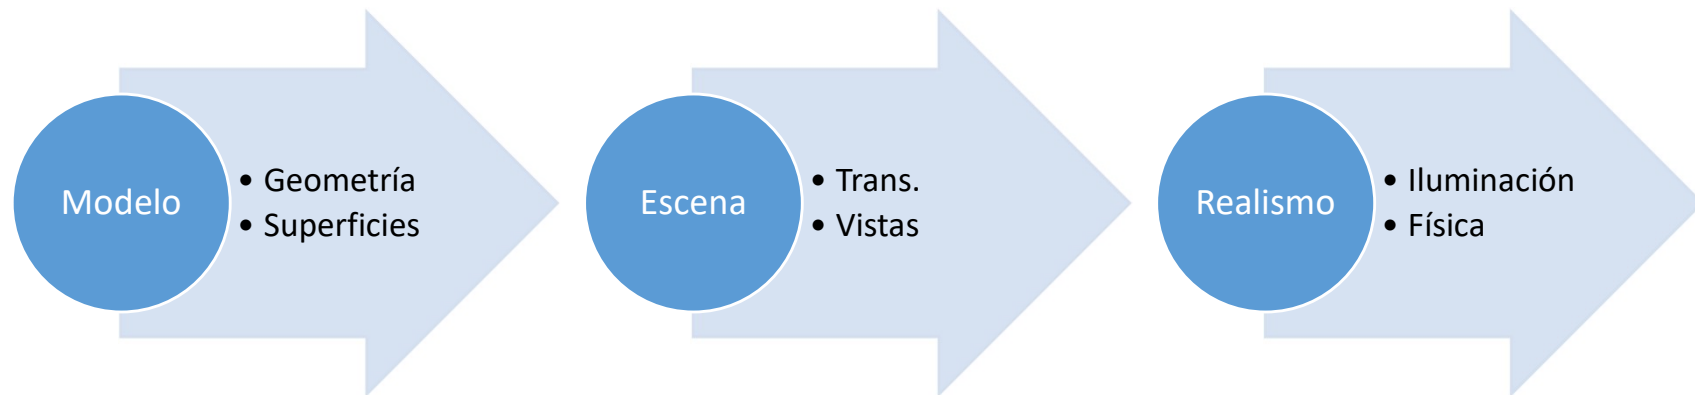 Modelo
• Geometría
• Superficies
Escena
• Trans.
• Vistas
Realismo
• Iluminación
• Física